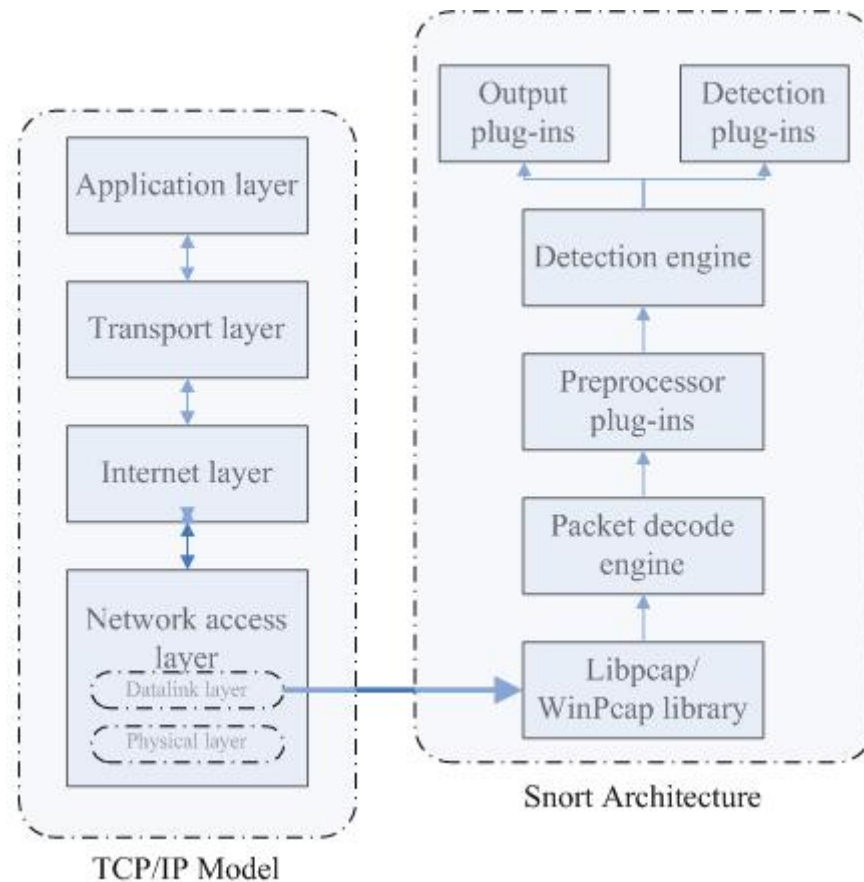 Application layer
Transport layer
Internet layer
Network access
layer
Datalink layer
Physical layer
TCP/IP Model
Output
plug-ins
Detection
plug-ins
Detection engine
Preprocessor
plug-ins
Packet decode
engine
Libpcap/
WinPcap library
Snort Architecture